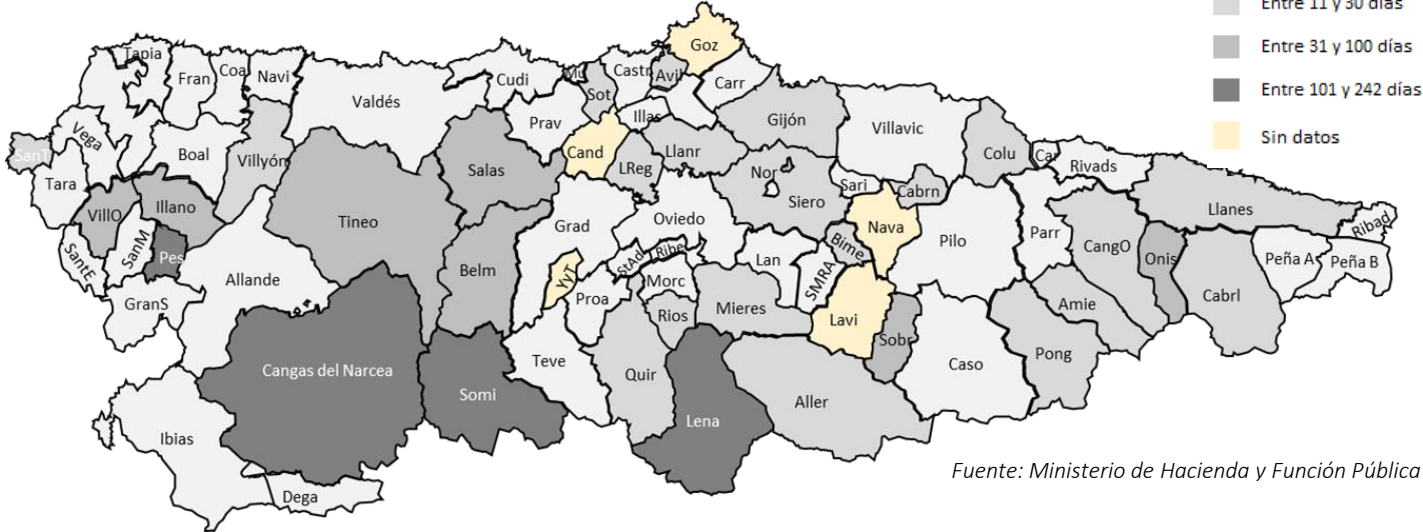 Entre 11 y 30 días
Entre 31 y 100 días
Entre 101 y 242 días
Sin datos
Goz
Tapia
Fran
Coa
Navi
Valdés
Cudi
Mu
Sot
Castr
Avil
Carr
Illas
Gijón
Villavic
Colu
Car
Rivads
SanT
Vega
Tara
Boal
Villyón
Salas
Prav
Cand
LReg
Llanr
Nor
Siero
Sari
Cabrn
Llanes
Ribad
VillO
Illano
SanM
SantE
Pes
Tineo
Belm
Grad
Oviedo
Nava
Pilo
Parr
CangO
Onis
Cabrl
Peña A
Peña B
Allande
GranS
YyT
StAd
Ribe
Morc
Proa
Rios
Mieres
Lan
SMRA
Bime
Lavi
Sobr
Amie
Caso
Pong
Cangas del Narcea
Somi
Teve
Quir
Lena
Aller
Ibias
Dega
Fuente: Ministerio de Hacienda y Función Pública